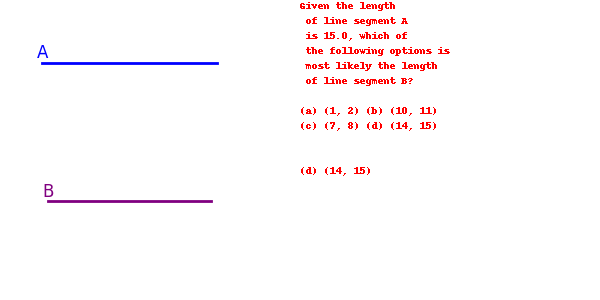 Given the length
of line segment A
is 15.0, which of
the following options is
most likely the length
of line segment B?
(a) (1, 2) (b) (10, 11)
(c) (7, 8) (d) (14, 15)
(d) (14, 15)
A
B